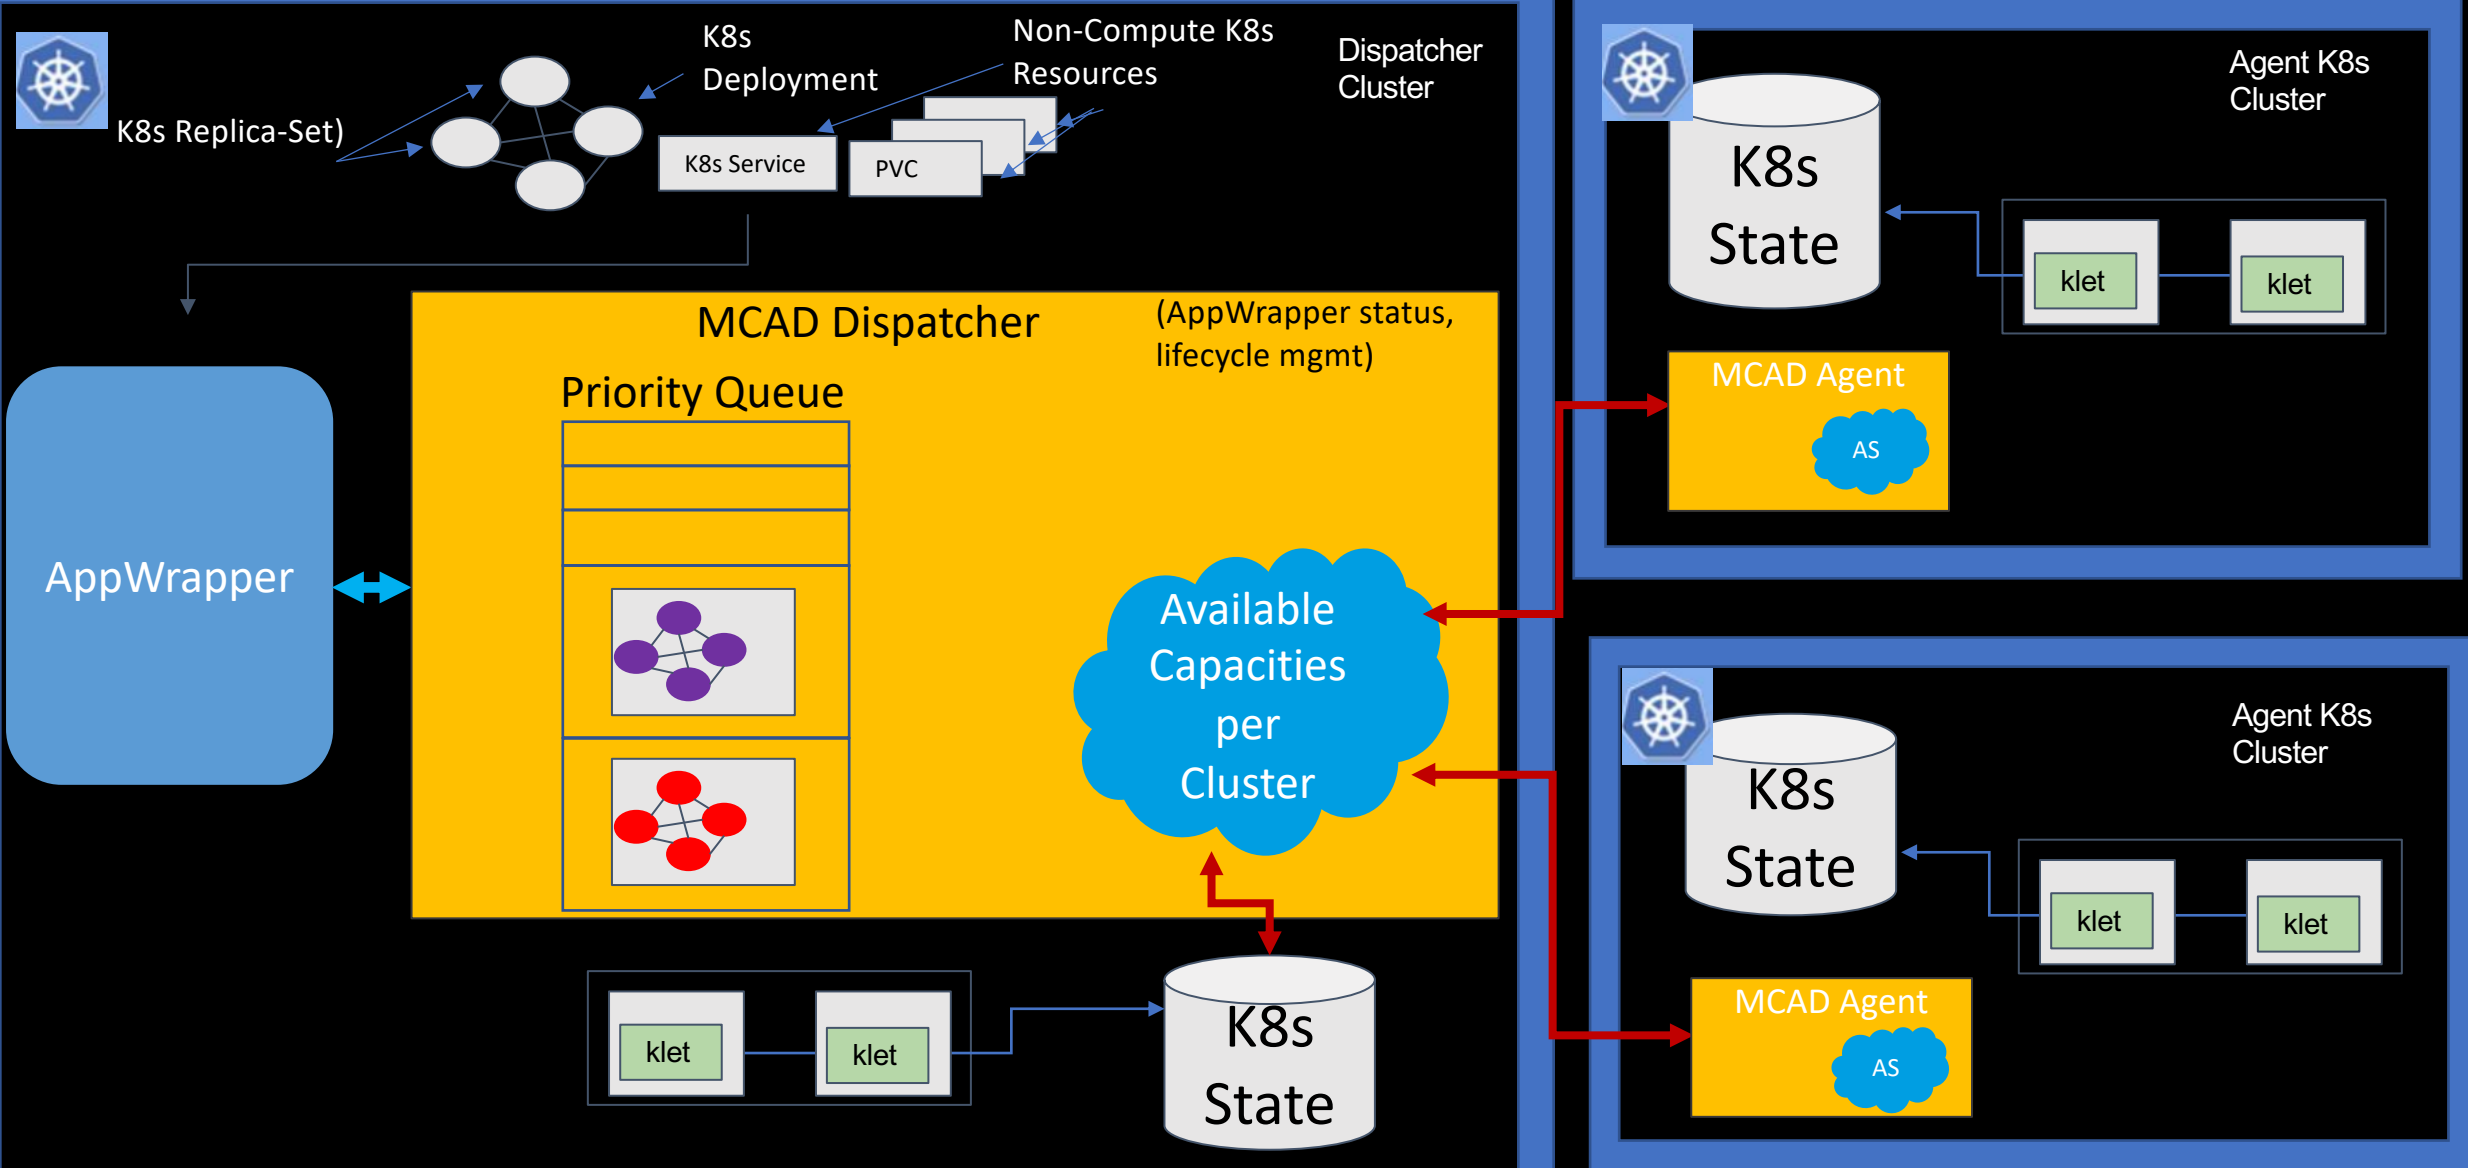 K8s
Deployment
Non-Compute K8s
Resources
Dispatcher
Cluster
K8s Replica-Set)
K8s Service
PVC
MCAD Dispatcher
(AppWrapper status,
lifecycle mgmt)
Priority Queue
AppWrapper
Available
Capacities
per
Cluster
klet
klet
K8s
State
Agent K8s
Cluster
K8s
State
klet
klet
MCAD Agent
AS
Agent K8s
Cluster
K8s
State
klet
klet
MCAD Agent
AS